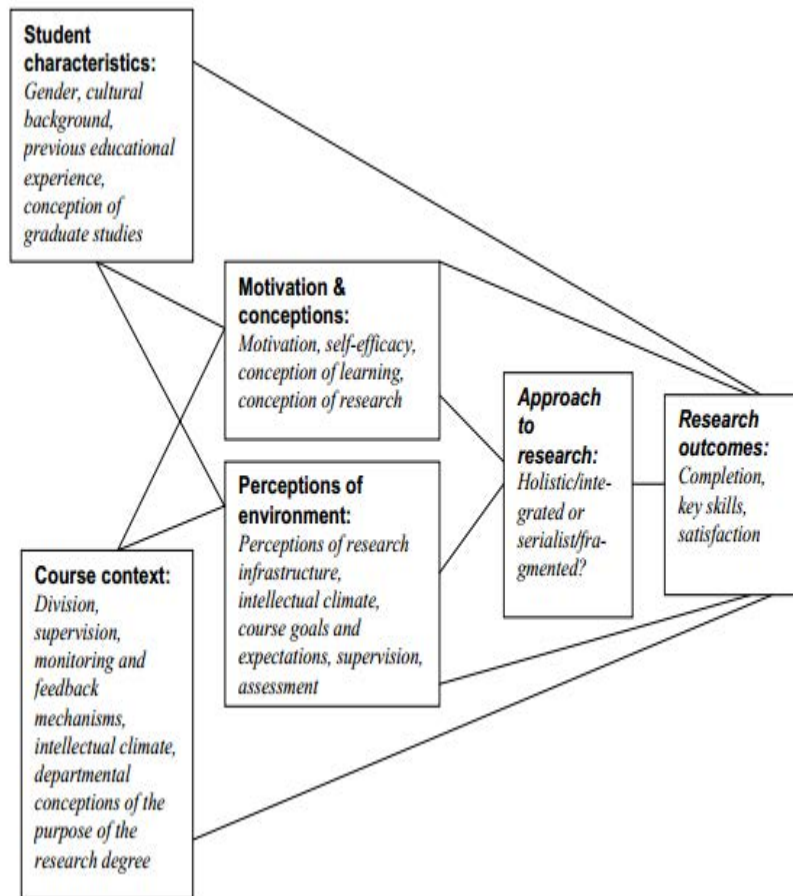 Student
characteristics:
Gender, cultural
background,
previous educational
experience,
conception of
graduate studies
Motivation &
conceptions:
Motivation, self-efficacy,
conception of learning,
conception of research
Perceptions of
environment:
Perceptions of research
infrastructure,
intellectual climate,
course goals and
expectations, supervision,
assessment
Course context:
Division,
supervision,
monitoring and
feedback
mechanisms,
intellectual climate,
departmental
conceptions of the
purpose of the
research degree
Approach
to
research:
Holistic/inte-
grated or
serialist/fra-
gmented?
Research
outcomes:
Completion,
key skills,
satisfaction